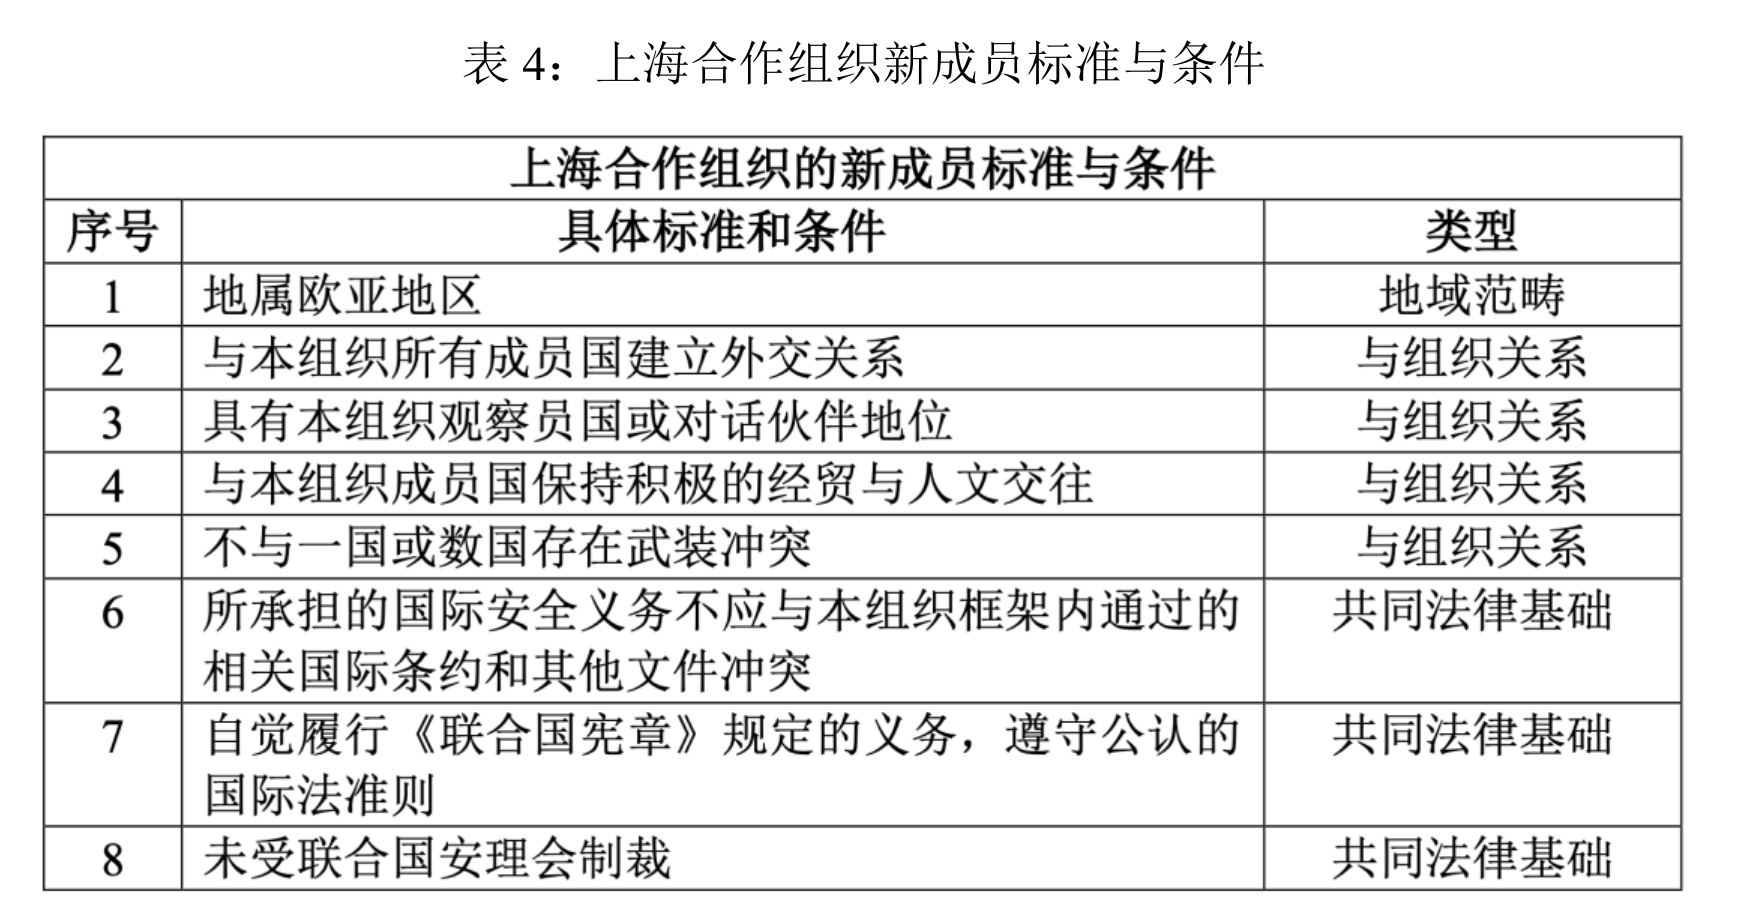 表 4：上海合作组织新成员标准与条件
上海合作组织的新成员标准与条件
序号 具体标准和条件 类型
1 地属欧亚地区 地域范畴
2 与本组织所有成员国建立外交关系 与组织关系
3 具有本组织观察员国或对话伙伴地位 与组织关系
4 与本组织成员国保持积极的经贸与人文交往 与组织关系
5 不与一国或数国存在武装冲突 与组织关系
6 所承担的国际安全义务不应与本组织框架内通过的 共同法律基础
相关国际条约和其他文件冲突
7 自觉履行《联合国宪章》规定的义务，遵守公认的 共同法律基础
国际法准则
8 未受联合国安理会制裁 共同法律基础